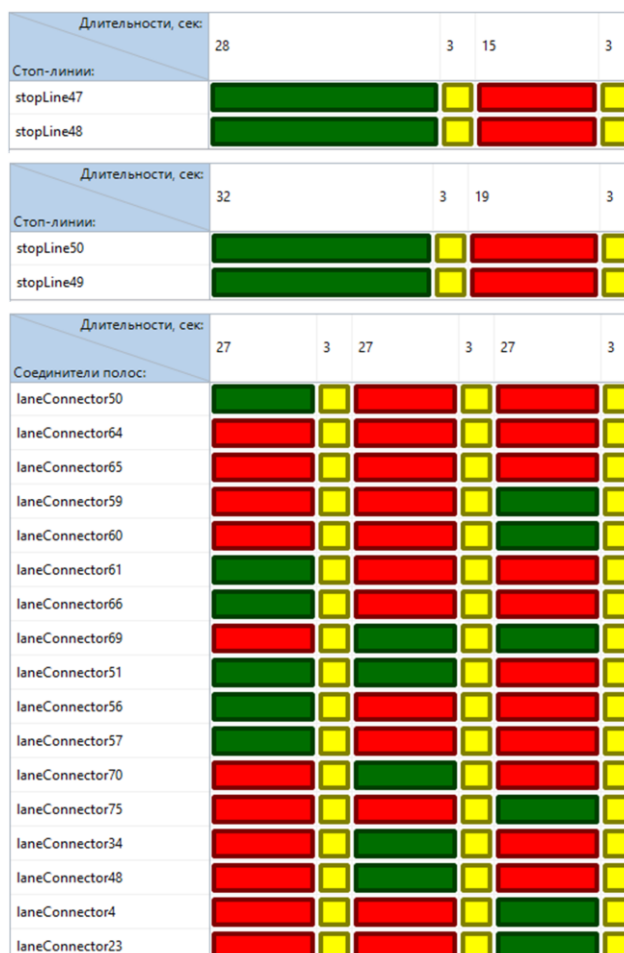 Длительности, сек:
28 3 15 3
Стоп-линии:
stopLine47
stopLine48
Длительности, сек:
32 3 19 3
Стоп-линии:
stopLine50
stopLine49
Длительности, сек:
27 3 27 3 27 3
Соединители полос:
laneConnector50
laneConnector64
laneConnector65
laneConnector59
laneConnector60
laneConnector61
laneConnector66
laneConnector69
laneConnector51
laneConnector56
laneConnector57
laneConnector70
laneConnector75
laneConnector34
laneConnector48
laneConnector4
laneConnector23